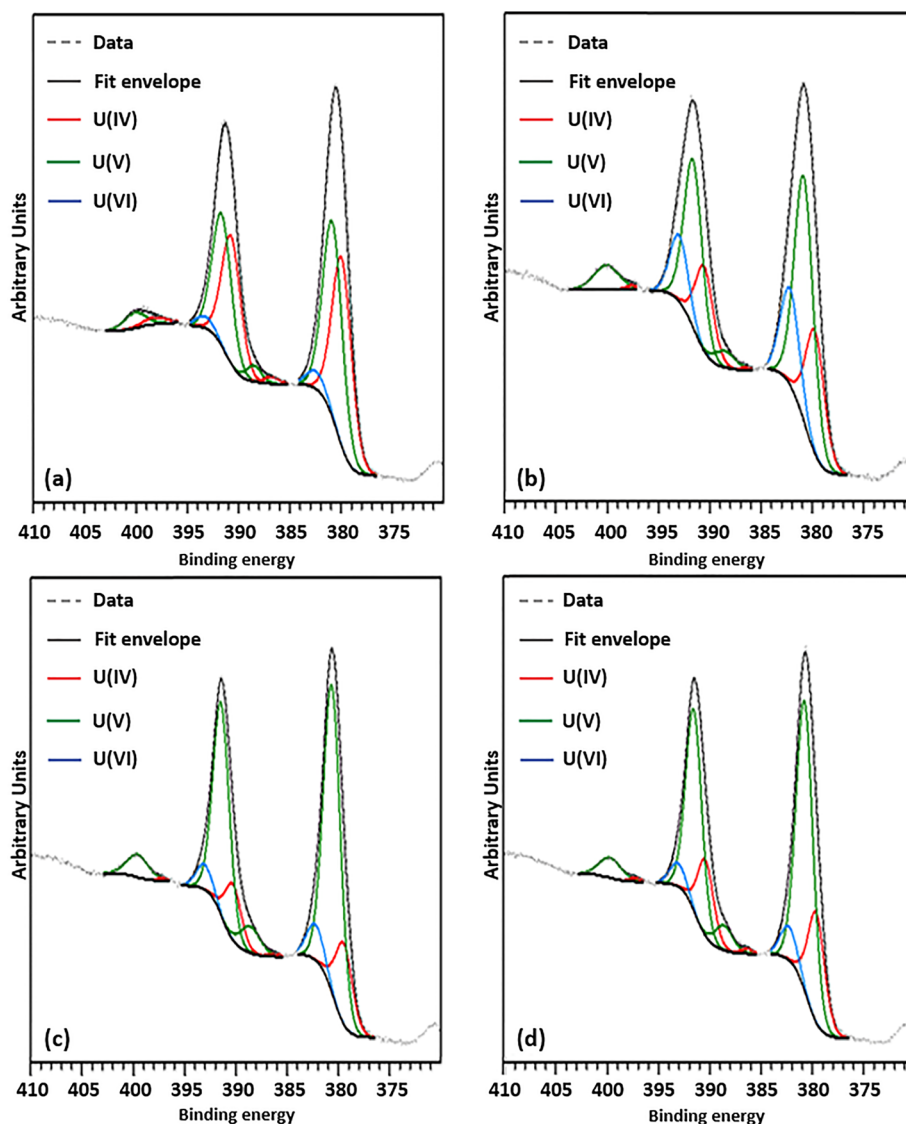 Data
Fit envelope
U(IV)
U(V)
U(VI)
Arbitrary Units
(a)
410 405 400 395 390 385 380 375
Binding energy
Data
Fit envelope
U(IV)
U(V)
U(VI)
Arbitrary Units
(b)
410 405 400 395 390 385 380 375
Binding energy
Data
Fit envelope
U(IV)
U(V)
U(VI)
Arbitrary Units
(c)
410 405 400 395 390 385 380 375
Binding energy
Data
Fit envelope
U(IV)
U(V)
U(VI)
Arbitrary Units
(d)
410 405 400 395 390 385 380 375
Binding energy